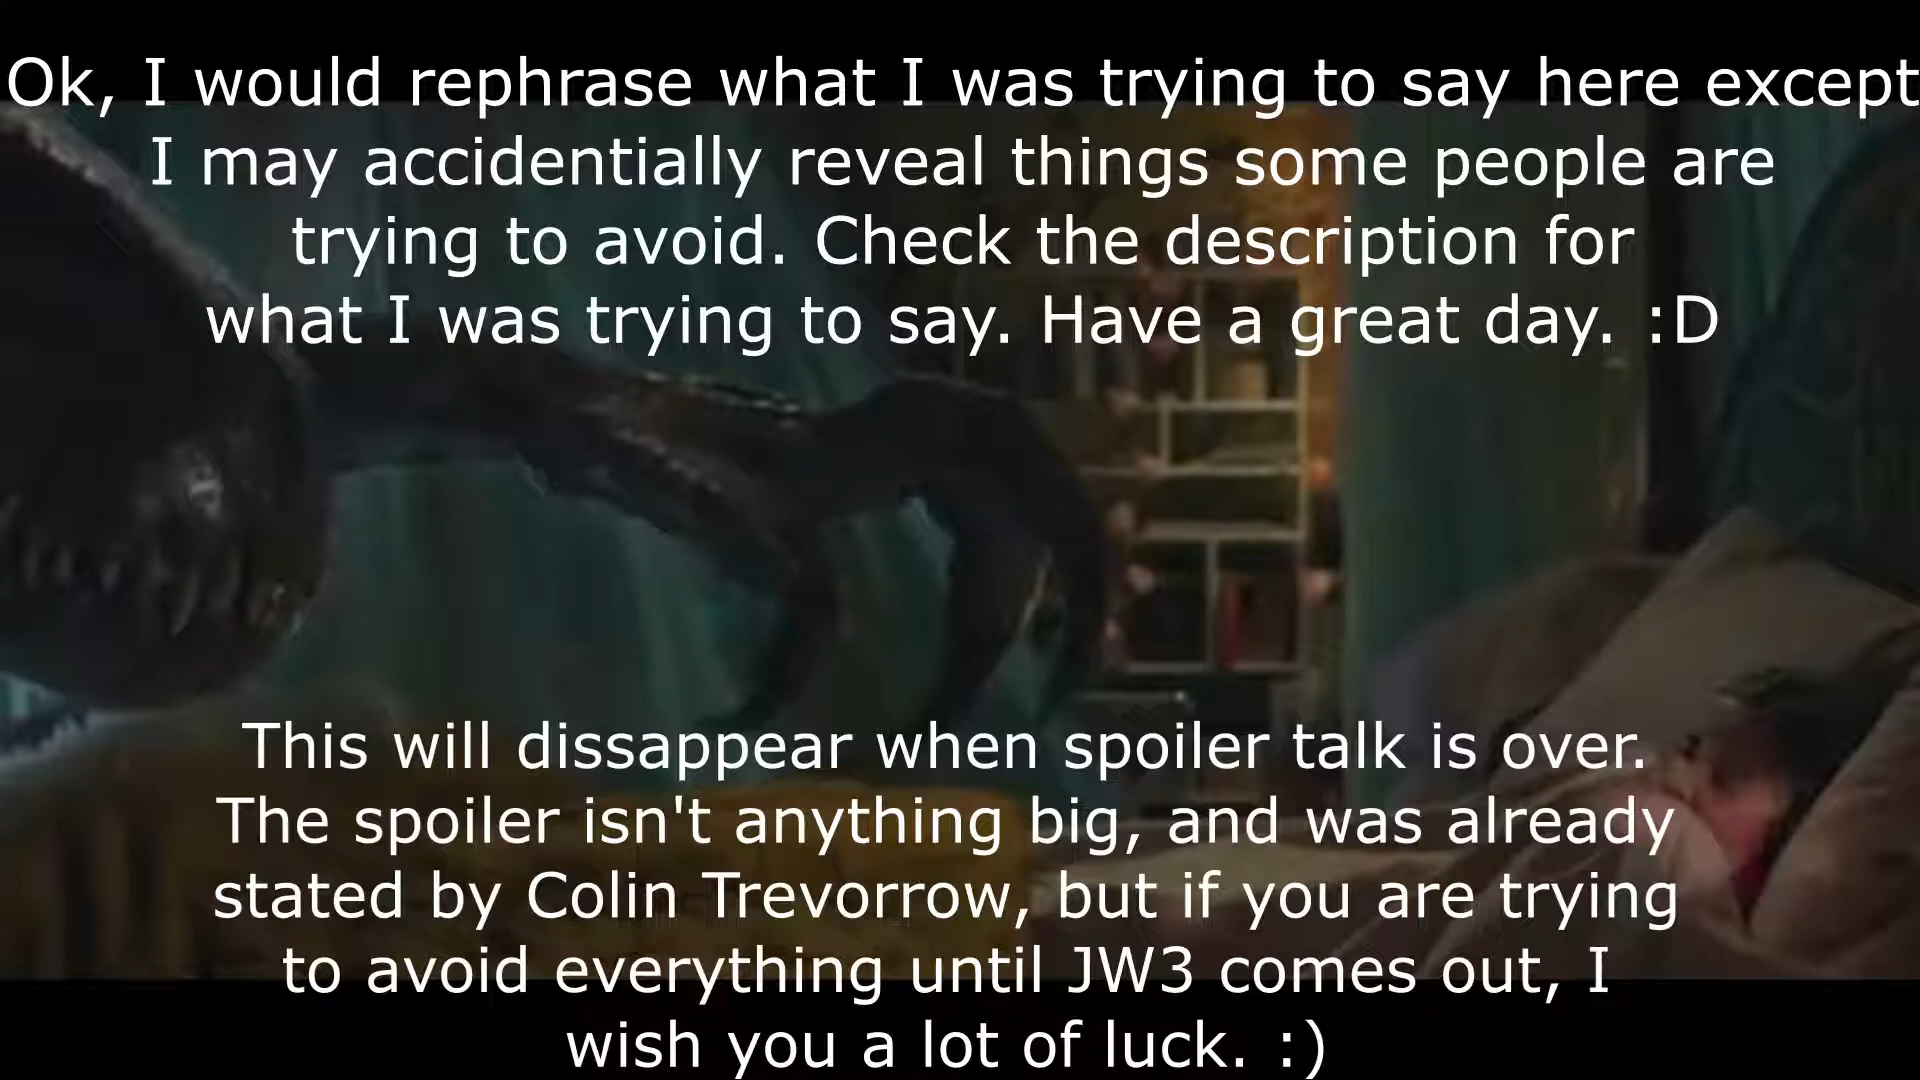 Ok, I would rephrase what I was trying to say here except
I may accidentially reveal things some people are
trying to avoid. Check the description for
what I was trying to say. Have a great day. :D
This will dissappear when spoiler talk is over.
The spoiler isn't anything big, and was already
stated by Colin Trevorrow, but if you are trying
to avoid everything until JW3 comes out, I
wish you a lot of luck. :)